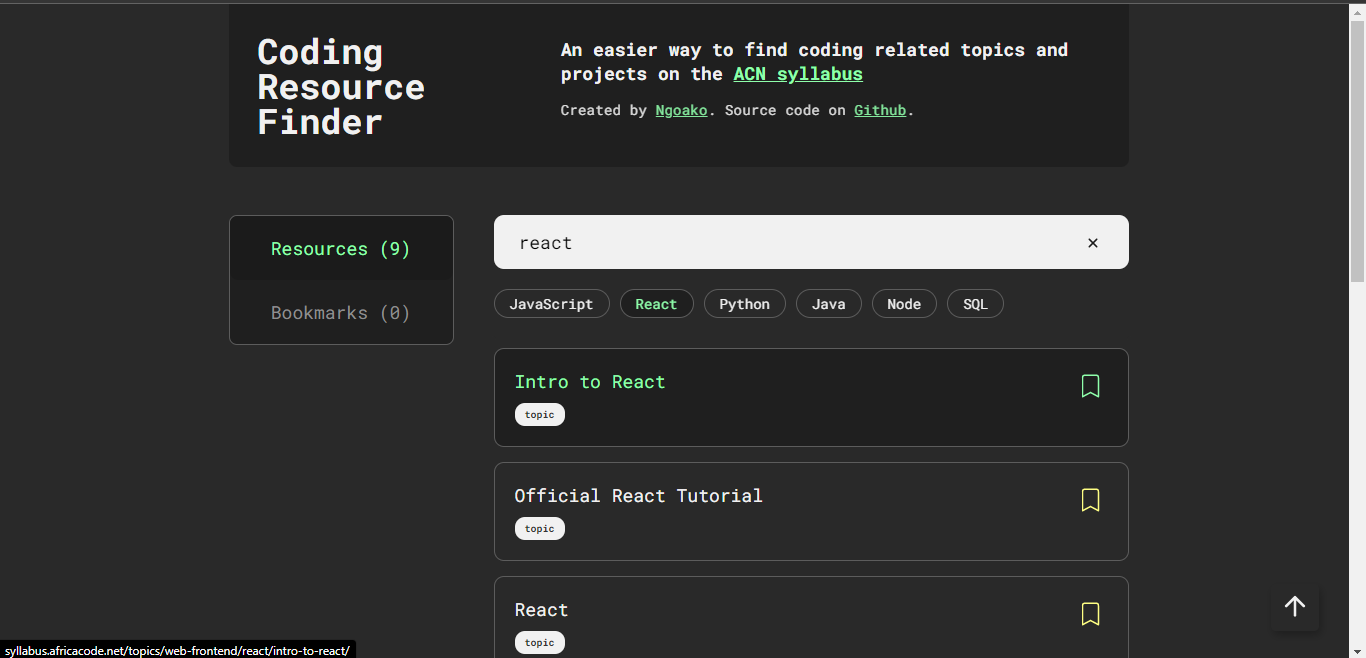 Coding
Resource
Finder
An easier way to find coding related topics and
projects on the ACN syllabus
Created by Ngoako. Source code on Github.
Resources (9)
Bookmarks (0)
react
×
JavaScript
React
Python
Java
Node
SQL
Intro to React
topic
Official React Tutorial
topic
React
topic
syllabus.africacode.net/topics/web-frontend/react/intro-to-react/